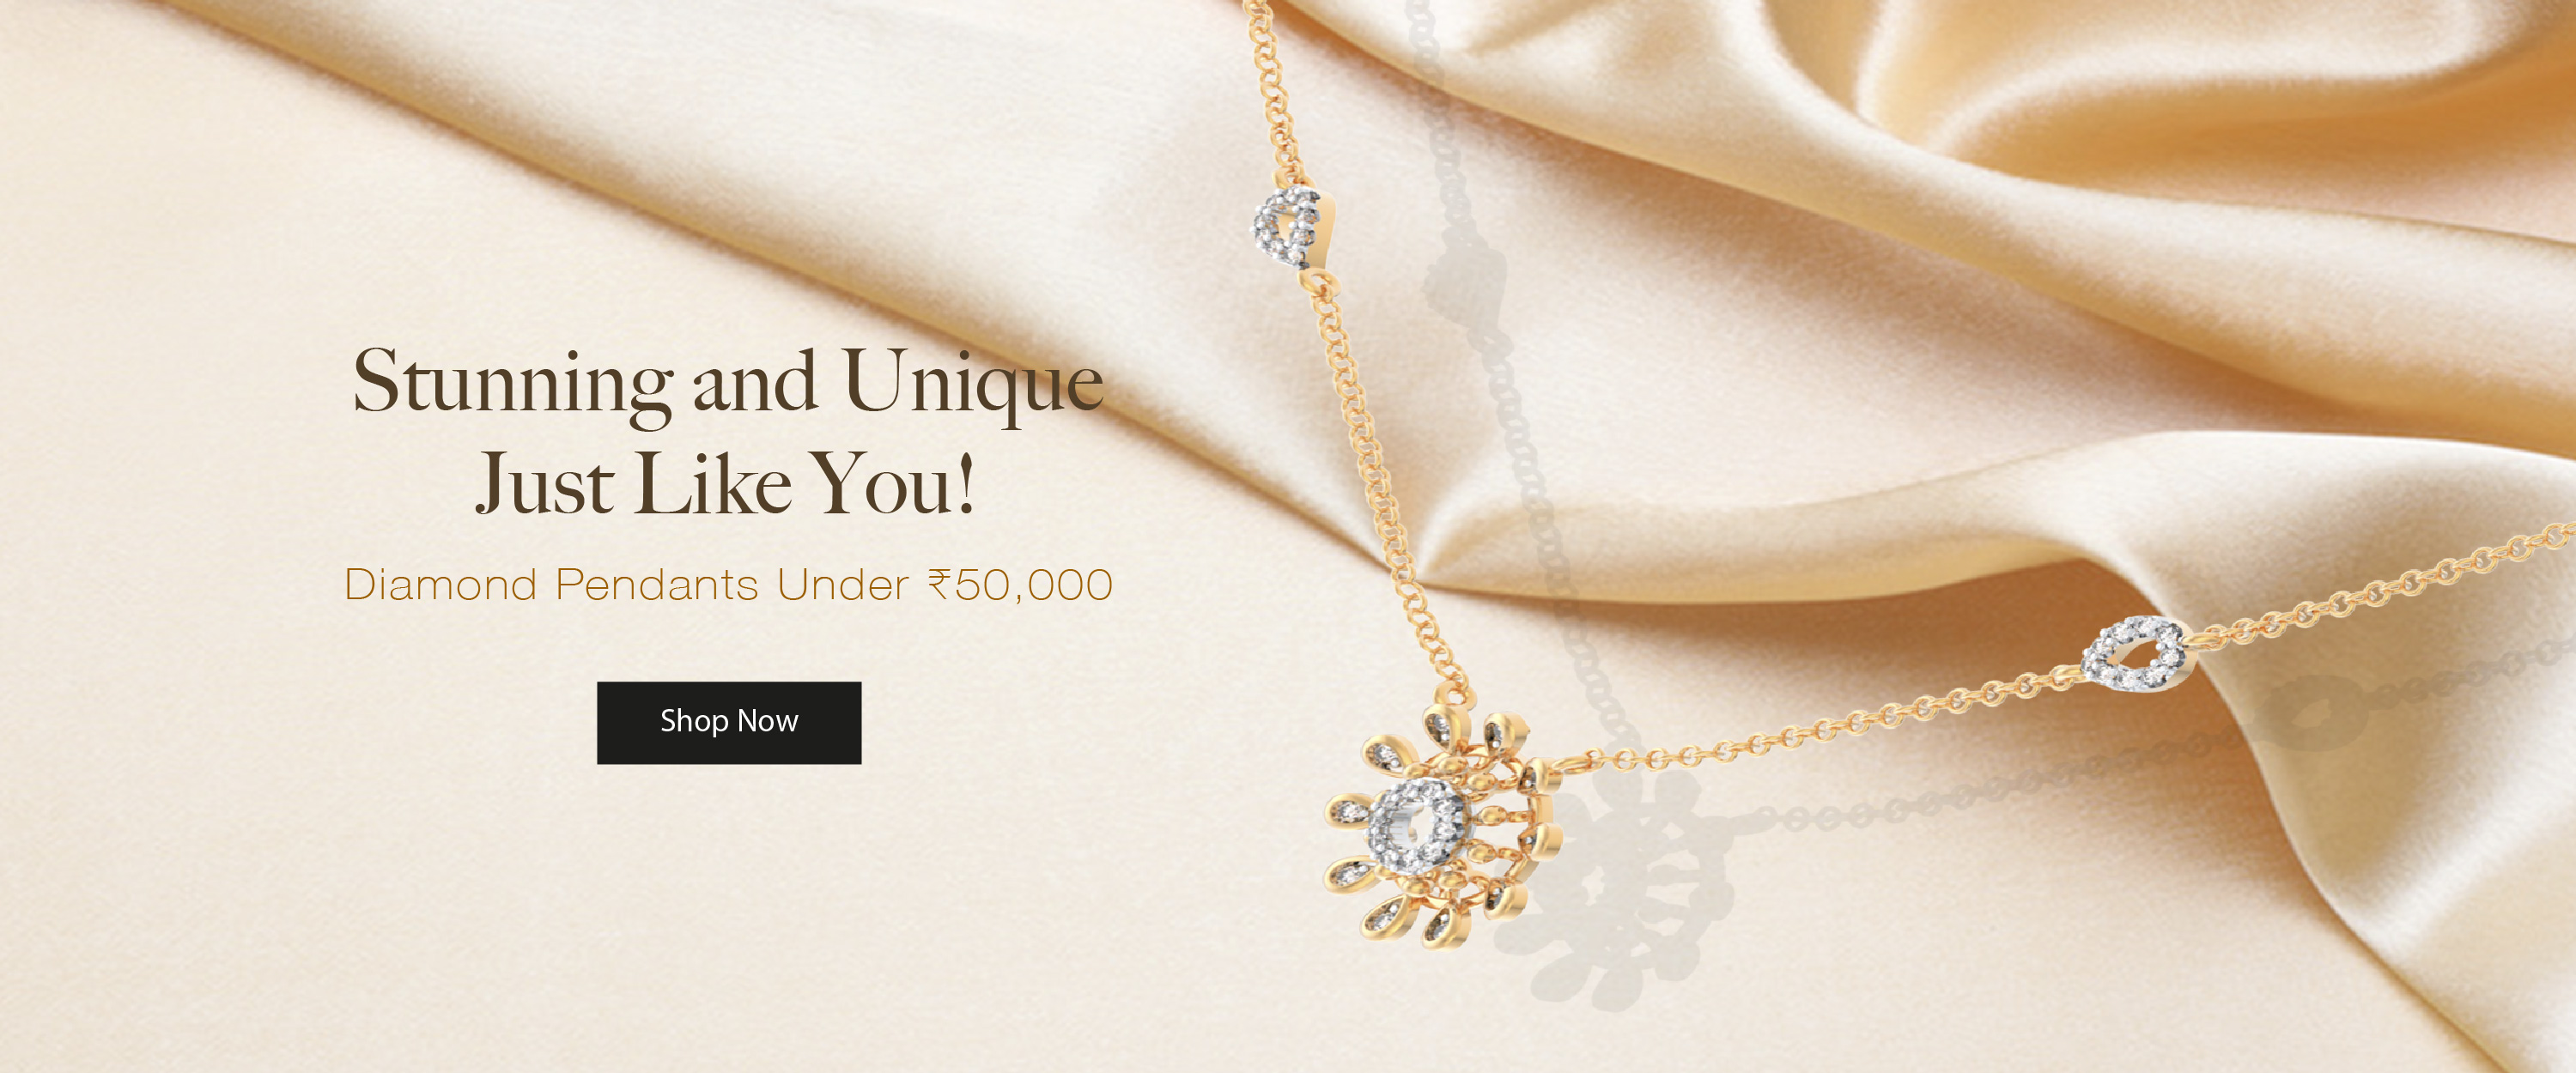 Stunning and Unique
Just Like You!
Diamond Pendants Under ₹50,000
Shop Now